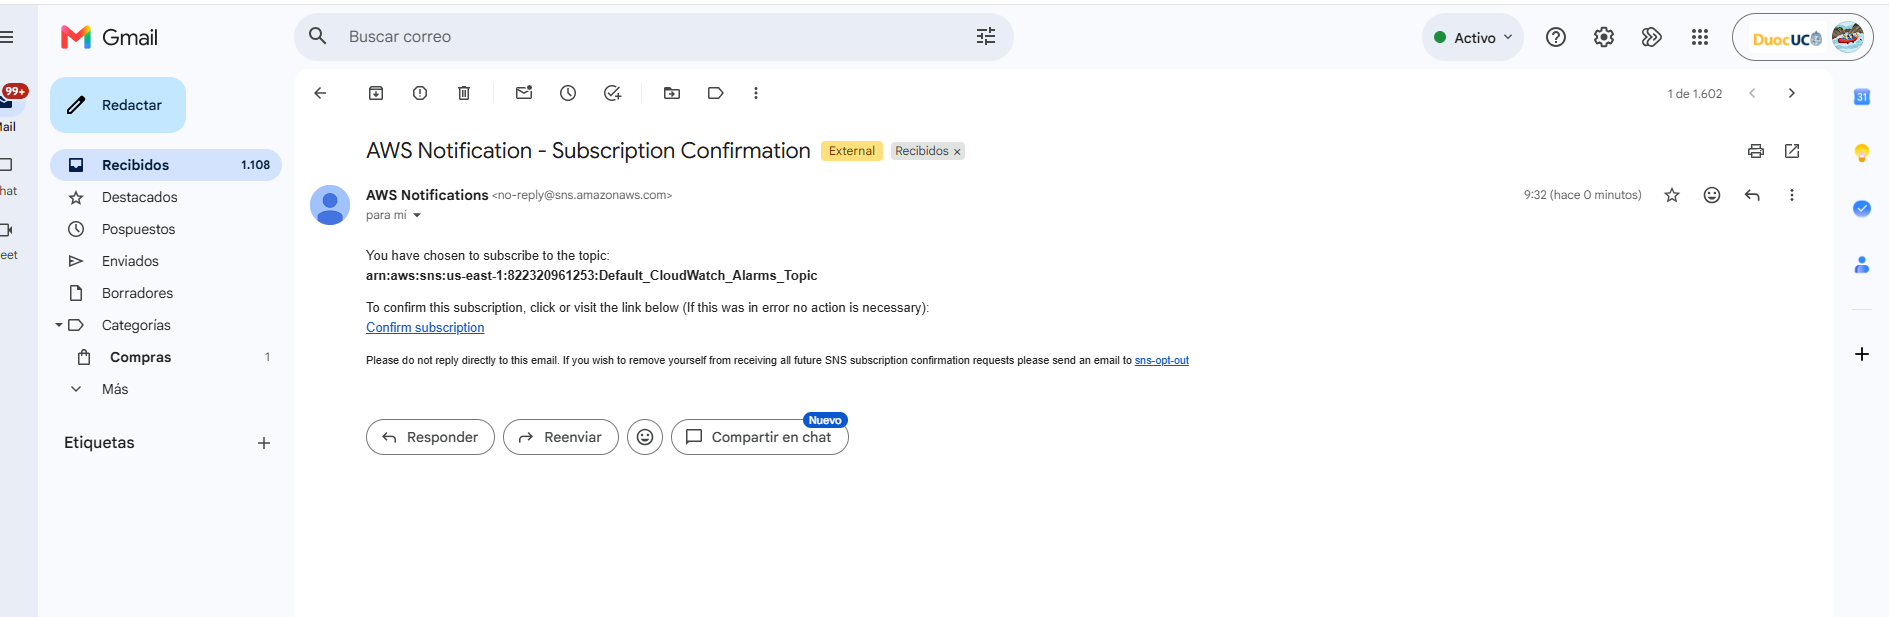 Gmail
Buscar correo
Activo
DuocUC
99+
Mail
Redactar
1 de 1.602
31
Recibidos 1.108
Destacados
Pospuestos
Enviados
Borradores
Categorías
Compras 1
Más
Etiquetas
hat
eet
AWS Notification - Subscription Confirmation External Recibidos ×
AWS Notifications <no-reply@sns.amazonaws.com>
9:32 (hace 0 minutos)
para mí
You have chosen to subscribe to the topic:
arn:aws:sns:us-east-1:822320961253:Default_CloudWatch_Alarms_Topic
To confirm this subscription, click or visit the link below (If this was in error no action is necessary):
Confirm subscription
Please do not reply directly to this email. If you wish to remove yourself from receiving all future SNS subscription confirmation requests please send an email to sns-opt-out
Nuevo
Responder
Reenviar
Compartir en chat